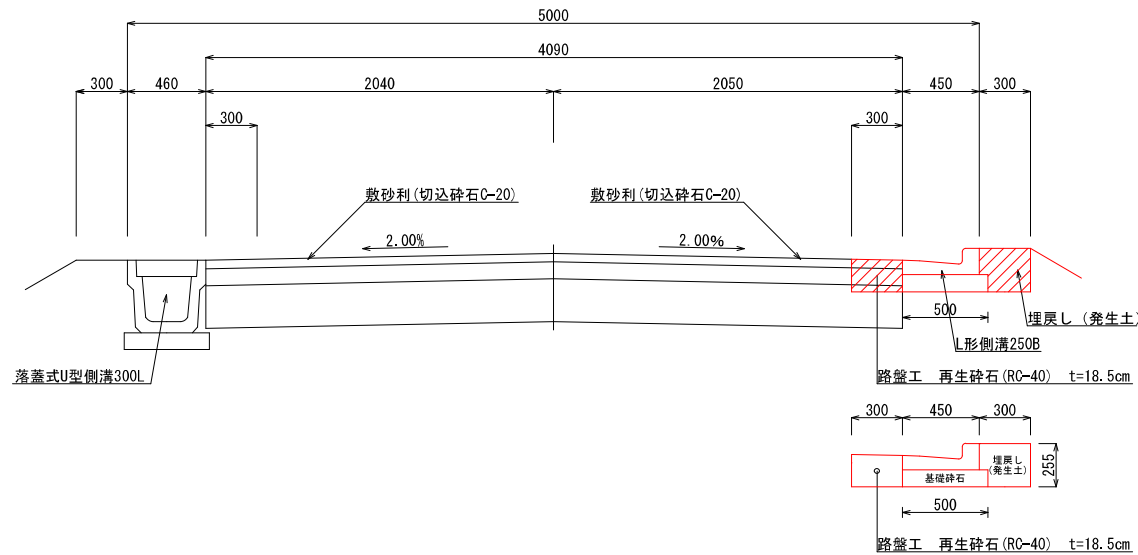 5000
4090
300 460 2040 2050 450 300
300 300
敷砂利(切込砕石C-20) 敷砂利(切込砕石C-20)
2.00% 2.00%
500
埋戻し (発生土)
L形側溝250B
落蓋式U型側溝300L
路盤工 再生砕石(RC-40) t=18.5cm
300 450 300
埋戻し
(発生土)
255
基礎砕石
500
路盤工 再生砕石(RC-40) t=18.5cm